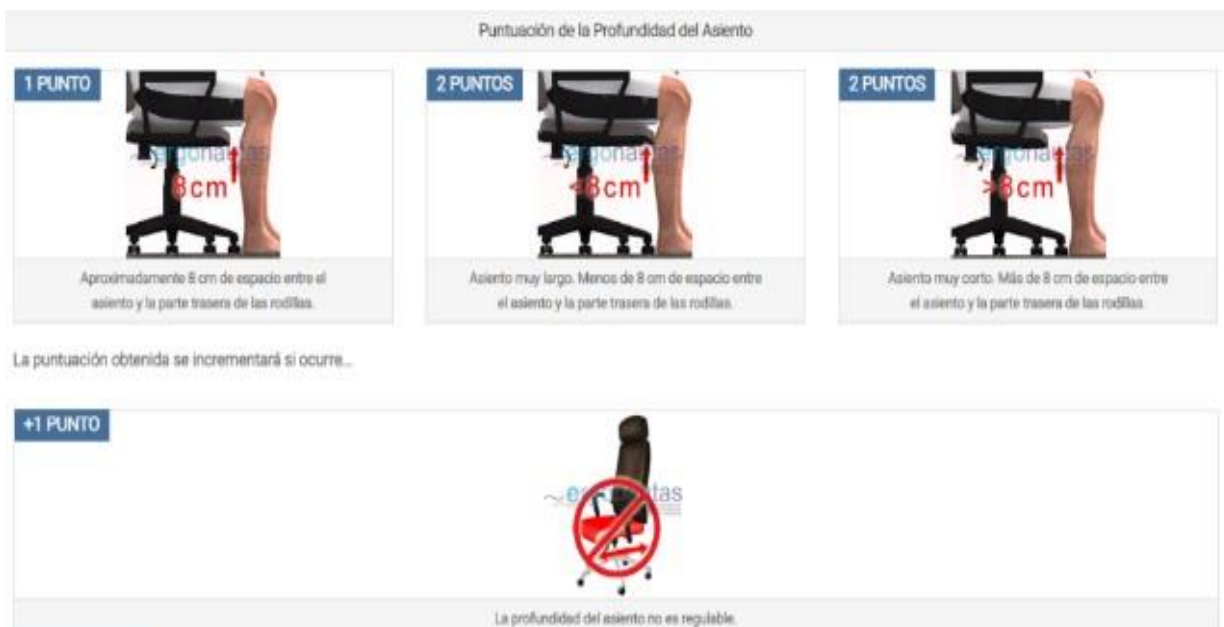 Puntuación de la Profundidad del Asiento
1 PUNTO
8cm
Aproximadamente 8 cm de espacio entre el
asiento y la parte trasera de las rodillas.
2 PUNTOS
<8cm
Asiento muy largo. Menos de 8 cm de espacio entre
el asiento y la parte trasera de las rodillas.
2 PUNTOS
>8cm
Asiento muy corto. Más de 8 cm de espacio entre
el asiento y la parte trasera de las rodillas.
La puntuación obtenida se incrementará si ocurre...
+1 PUNTO
La profundidad del asiento no es regulable.